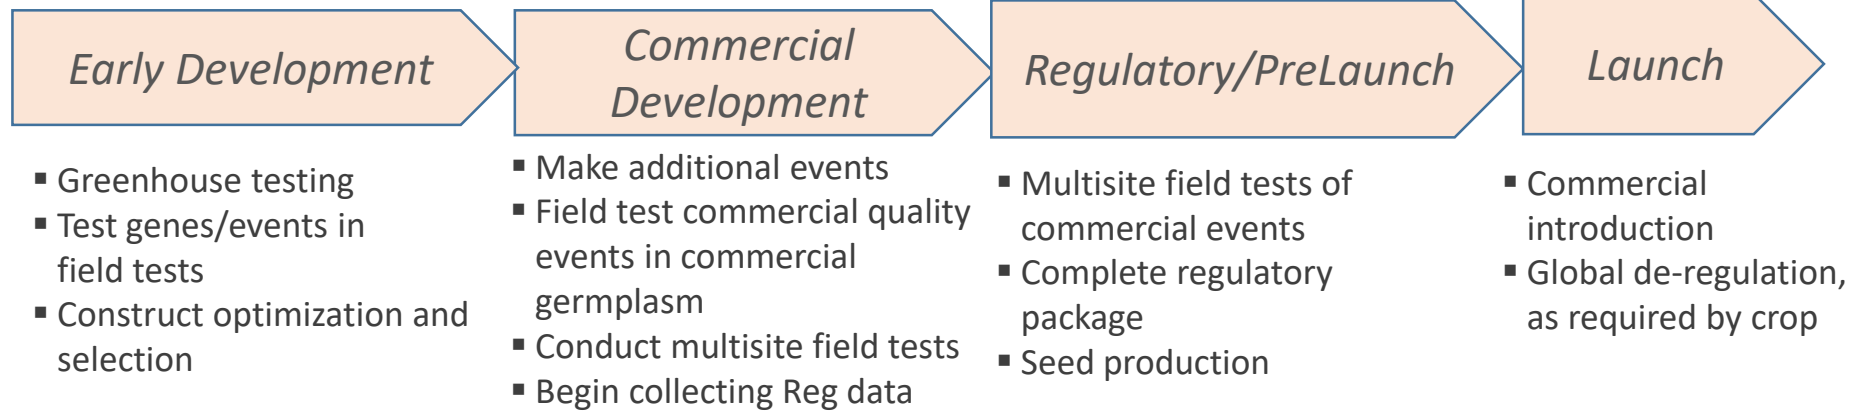 Early Development
▪ Greenhouse testing
▪ Test genes/events in
field tests
▪ Construct optimization and
selection
Commercial
Development
▪ Make additional events
▪ Field test commercial quality
events in commercial
germplasm
▪ Conduct multisite field tests
▪ Begin collecting Reg data
Regulatory/PreLaunch
▪ Multisite field tests of
commercial events
▪ Complete regulatory
package
▪ Seed production
Launch
▪ Commercial
introduction
▪ Global de-regulation,
as required by crop